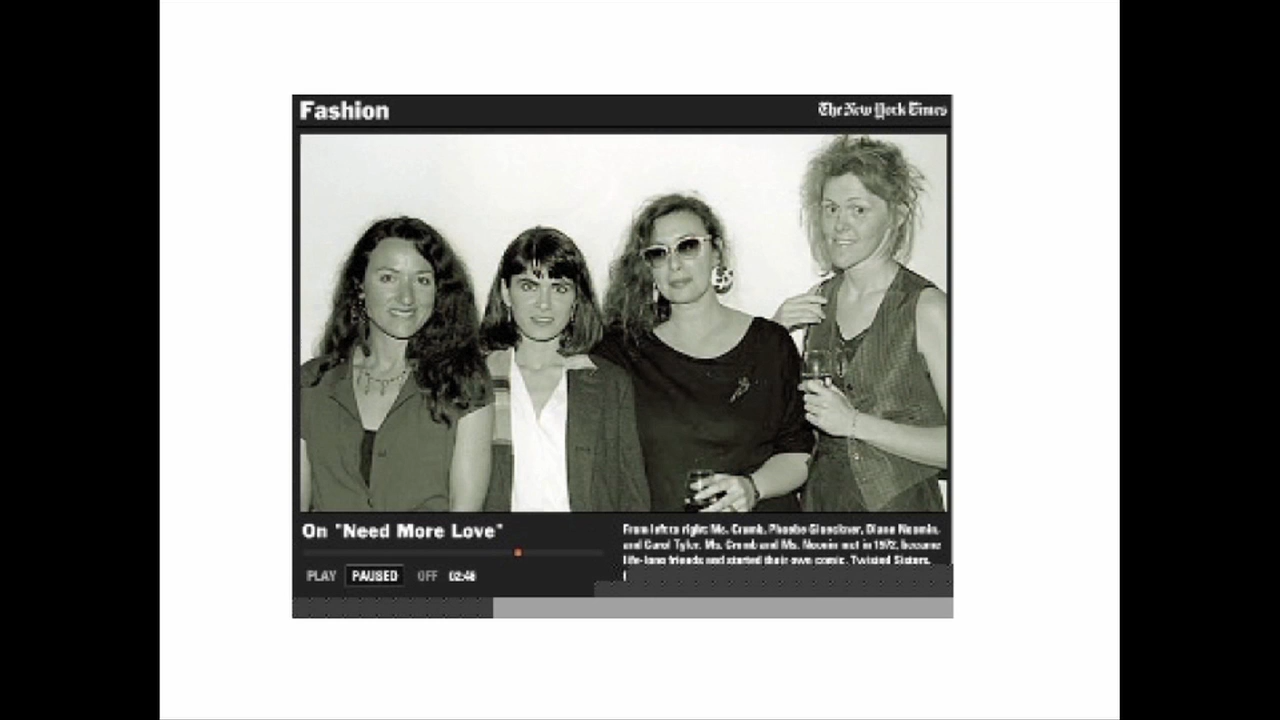 Fashion
The New York Times
On "Need More Love"
PLAY PAUSED OFF 02:46
From left to right: Ms. Crumb, Phoebe Gloeckner, Diane Noomin,
and Carol Tyler. Ms. Crumb and Ms. Noomin met in 1972, became
life-long friends and started their own comic, Twisted Sisters.